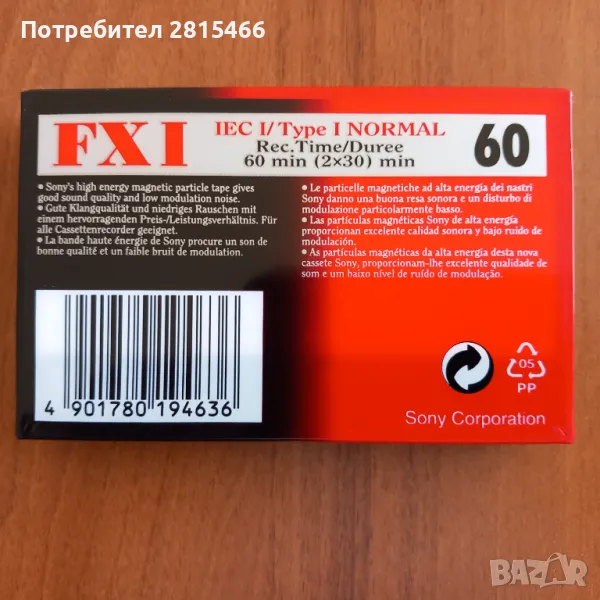 Потребител 2815466
FX I
IEC I/Type I NORMAL
Rec.Time/Duree
60 min (2×30) min
60
• Sony's high energy magnetic particle tape gives
good sound quality and low modulation noise.
• Gute Klangqualität und niedriges Rauschen mit
einem hervorragenden Preis-/Leistungsverhältnis. Für
alle Cassettenrecorder geeignet.
• La bande haute énergie de Sony procure un son de
bonne qualité et un faible bruit de modulation.
• Le particelle magnetiche ad alta energia dei nastri
Sony danno una buona resa sonora e un disturbo di
modulazione particolarmente basso.
• Las partículas magnéticas Sony de alta energía
proporcionan excelente calidad sonora y bajo ruido de
modulación.
• As partículas magnéticas da alta energia desta nova
cassete Sony, proporcionam-lhe excelente qualidade de
som e um baixo nível de ruído de modulação.
4 901780 194636
05
PP
Sony Corporation
BAZAR